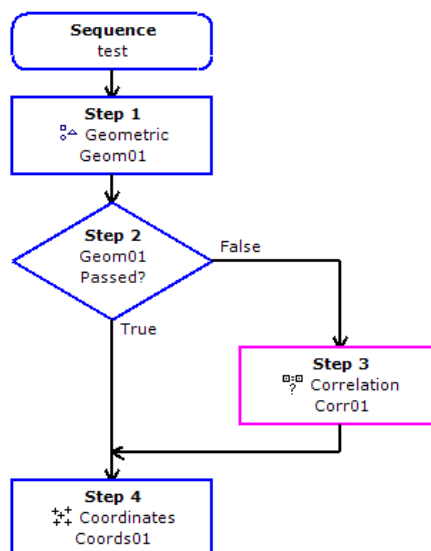 Sequence
test
Step 1
Geometric
Geom01
Step 2
Geom01
Passed?
False
True
Step 3
Correlation
Corr01
Step 4
Coordinates
Coords01